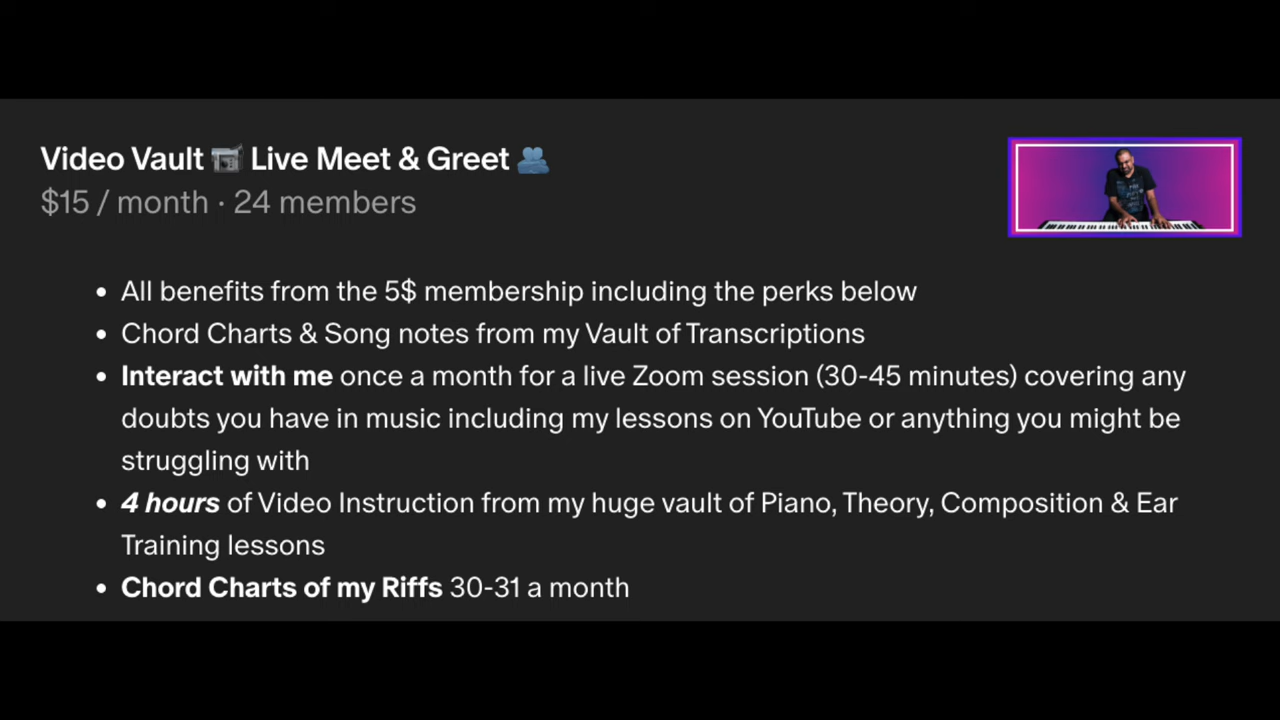 Video Vault 📹 Live Meet & Greet 👥
$15 / month · 24 members
• All benefits from the 5$ membership including the perks below
• Chord Charts & Song notes from my Vault of Transcriptions
• Interact with me once a month for a live Zoom session (30-45 minutes) covering any
doubts you have in music including my lessons on YouTube or anything you might be
struggling with
• 4 hours of Video Instruction from my huge vault of Piano, Theory, Composition & Ear
Training lessons
• Chord Charts of my Riffs 30-31 a month